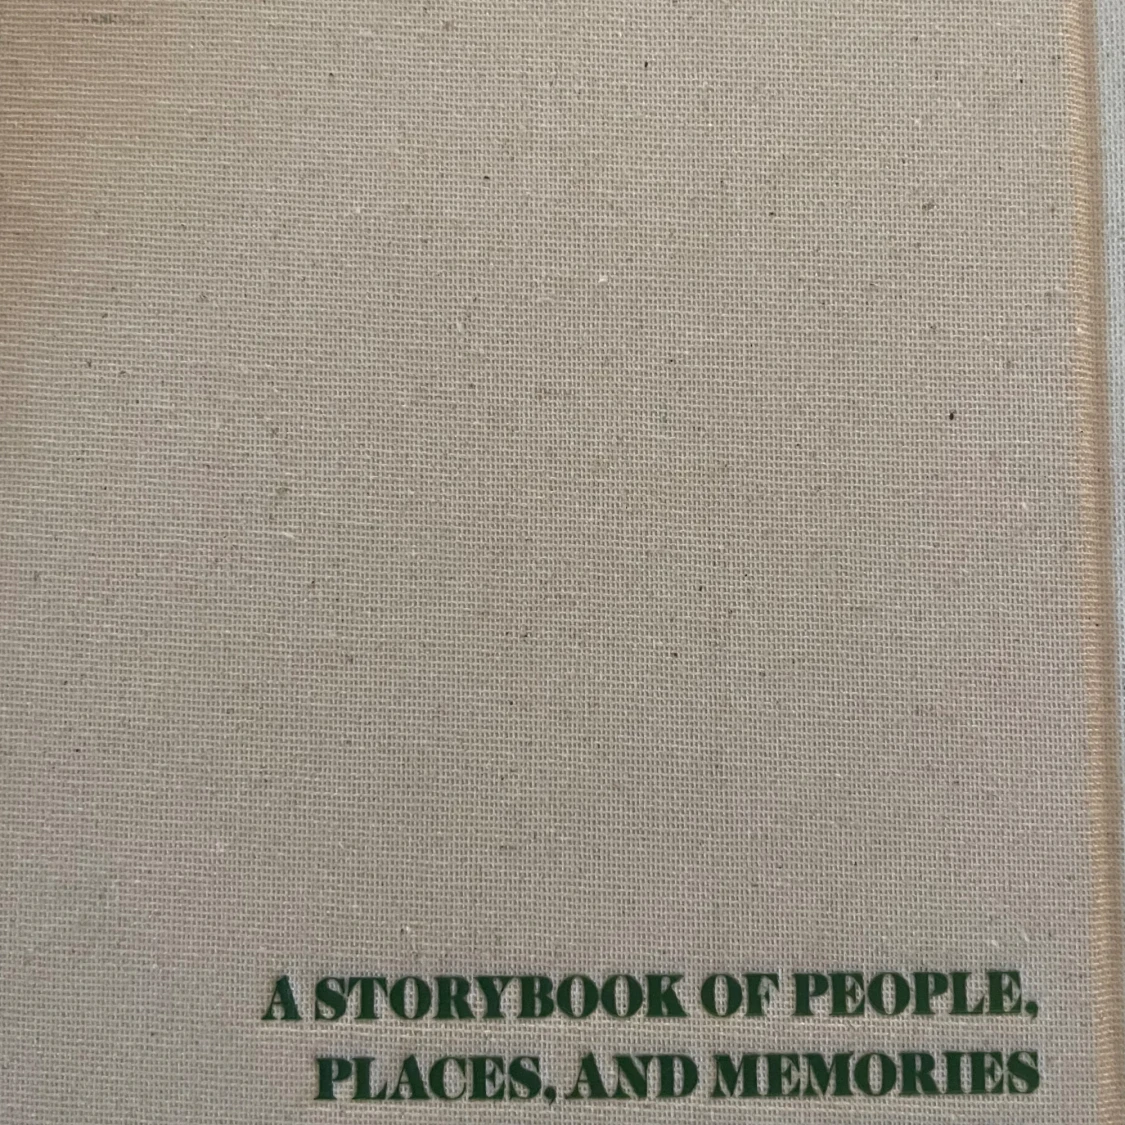 A STORYBOOK OF PEOPLE,
PLACES, AND MEMORIES